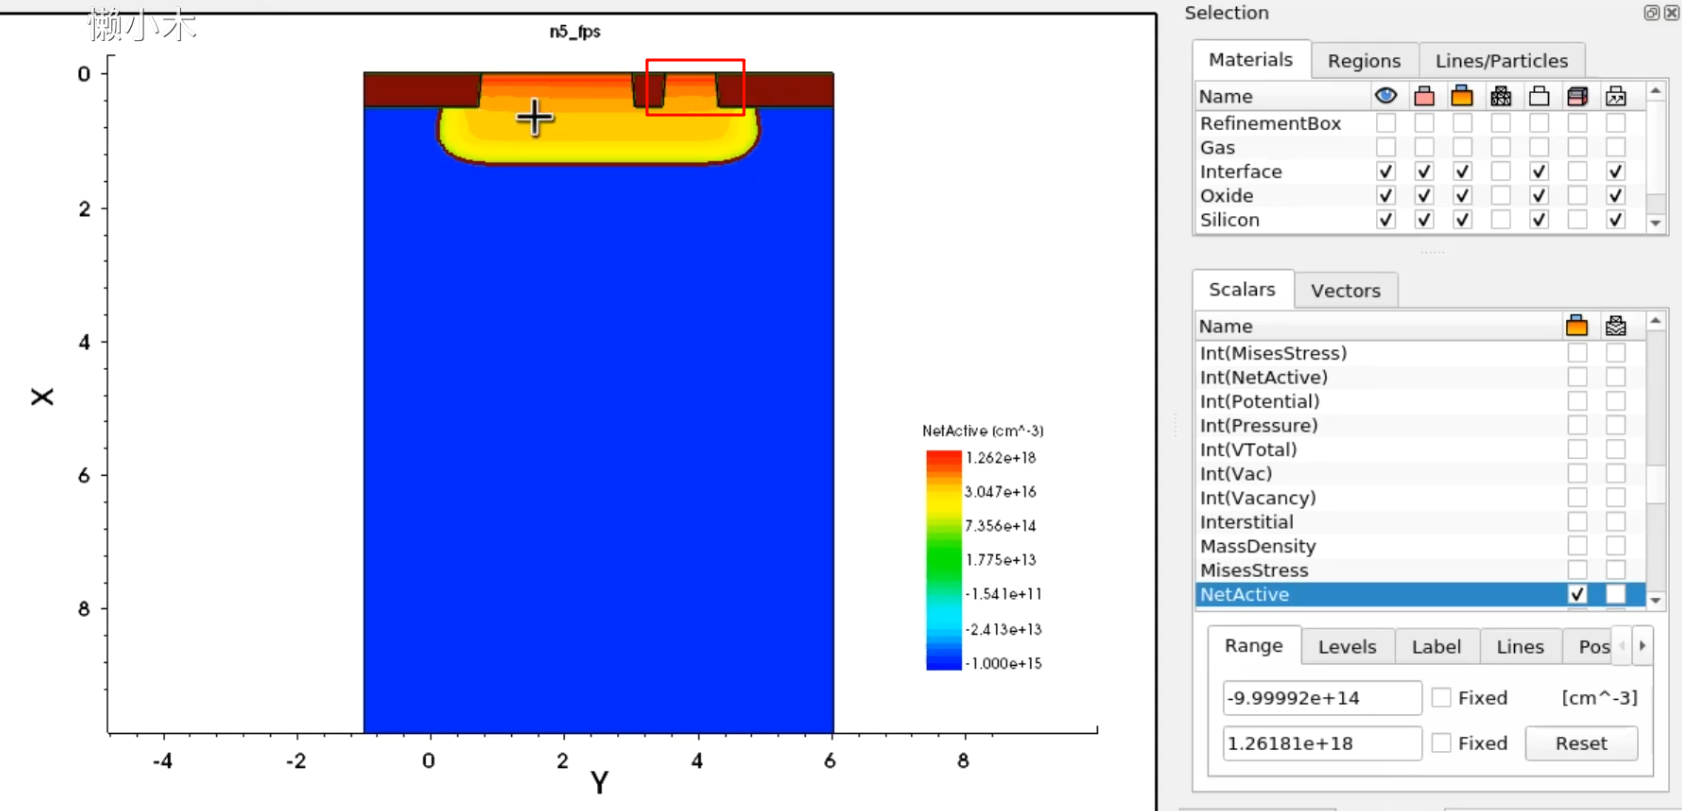 懒小木
n5_fps
0
2
4
6
8
X
-4
-2
0
2
4
6
8
Y
NetActive (cm^-3)
1.262e+18
3.047e+16
7.356e+14
1.775e+13
-1.541e+11
-2.413e+13
-1.000e+15
Selection
Materials
Regions
Lines/Particles
Name
RefinementBox
Gas
Interface
Oxide
Silicon
Scalars
Vectors
Name
Int(MisesStress)
Int(NetActive)
Int(Potential)
Int(Pressure)
Int(VTotal)
Int(Vac)
Int(Vacancy)
Interstitial
MassDensity
MisesStress
NetActive
Range
Levels
Label
Lines
Pos
-9.99992e+14
Fixed
[cm^-3]
1.26181e+18
Fixed
Reset